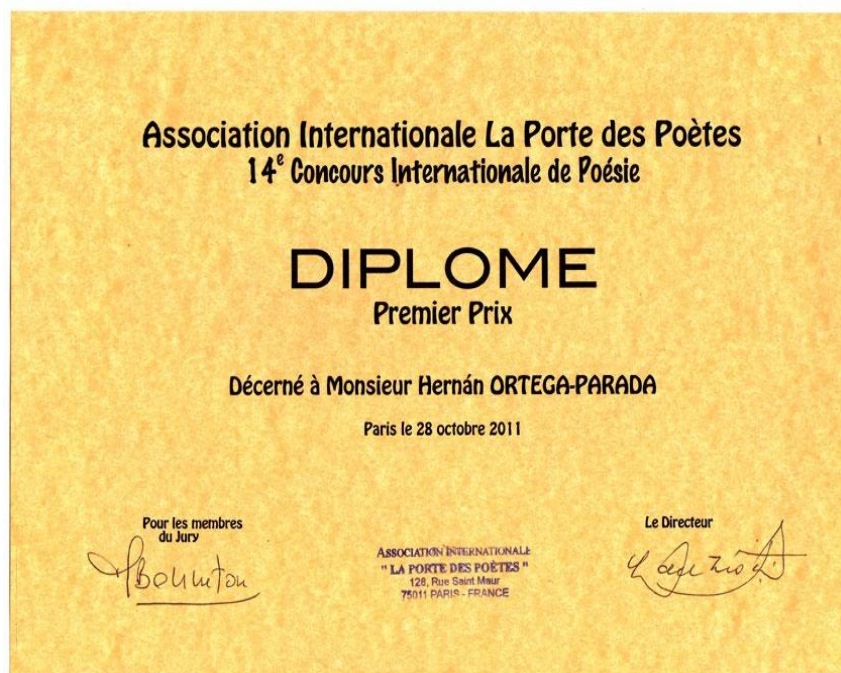 Association Internationale La Porte des Poètes
14e Concours Internationale de Poésie
DIPLOME
Premier Prix
Décerné à Monsieur Hernán ORTEGA-PARADA
Paris le 28 octobre 2011
Pour les membres
du Jury
ASSOCIATION INTERNATIONALE
" LA PORTE DES POÈTES "
128, Rue Saint Maur
75011 PARIS - FRANCE
Le Directeur